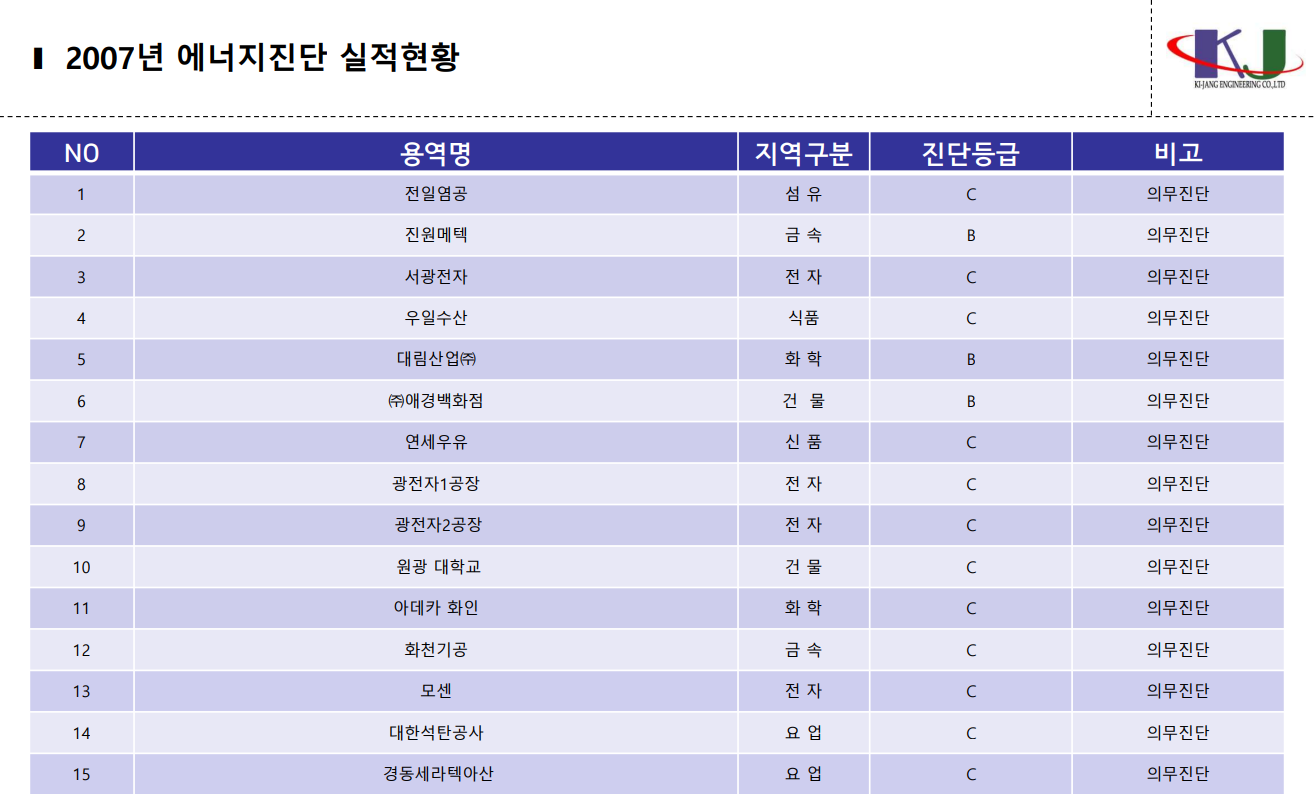 2007년 에너지진단 실적현황
KJ
KI-JANG ENGINEERING CO.,LTD
NO 용역명 지역구분 진단등급 비고
1 전일염공 섬 유 C 의무진단
2 진원메텍 금 속 B 의무진단
3 서광전자 전 자 C 의무진단
4 우일수산 식품 C 의무진단
5 대림산업㈜ 화 학 B 의무진단
6 ㈜애경백화점 건 물 B 의무진단
7 연세우유 신 품 C 의무진단
8 광전자1공장 전 자 C 의무진단
9 광전자2공장 전 자 C 의무진단
10 원광 대학교 건 물 C 의무진단
11 아데카 화인 화 학 C 의무진단
12 화천기공 금 속 C 의무진단
13 모센 전 자 C 의무진단
14 대한석탄공사 요 업 C 의무진단
15 경동세라텍아산 요 업 C 의무진단